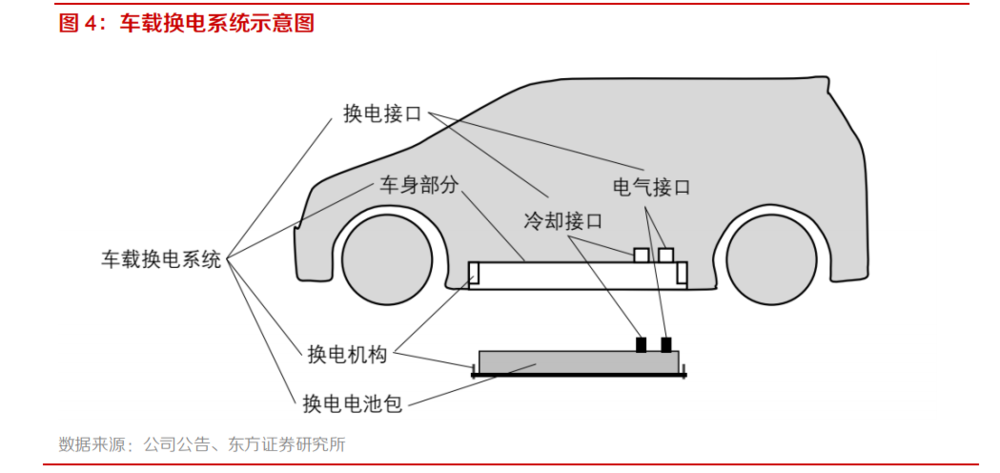 图 4：车载换电系统示意图
换电接口
车身部分
电气接口
冷却接口
车载换电系统
换电机构
换电电池包
数据来源：公司公告、东方证券研究所